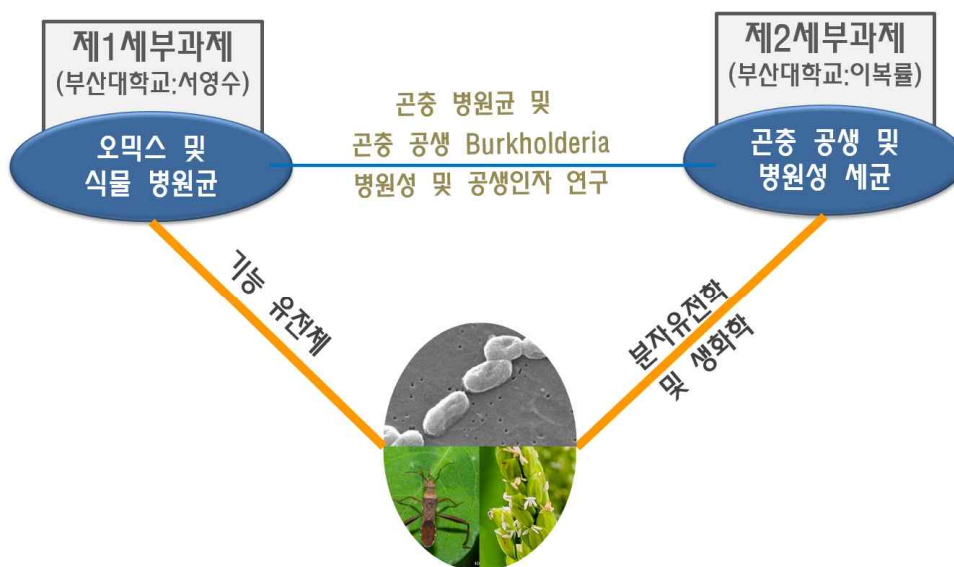 제1세부과제
(부산대학교:서영수)
오믹스 및
식물 병원균
곤충 병원균 및
곤충 공생 Burkholderia
병원성 및 공생인자 연구
제2세부과제
(부산대학교:이복률)
곤충 공생 및
병원성 세균
기능 유전체
분자유전학
및 생화학